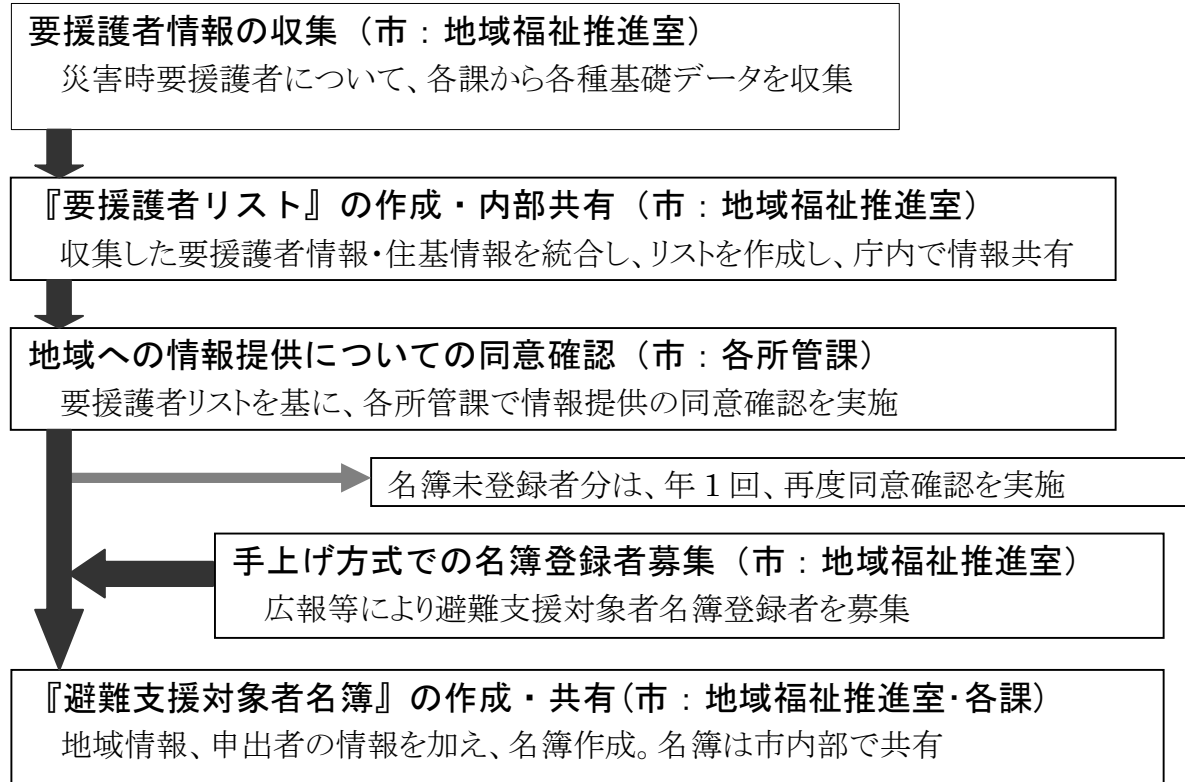 要援護者情報の収集（市：地域福祉推進室）
災害時要援護者について、各課から各種基礎データを収集
『要援護者リスト』の作成・内部共有（市：地域福祉推進室）
収集した要援護者情報・住基情報を統合し、リストを作成し、庁内で情報共有
地域への情報提供についての同意確認（市：各所管課）
要援護者リストを基に、各所管課で情報提供の同意確認を実施
名簿未登録者分は、年１回、再度同意確認を実施
手上げ方式での名簿登録者募集（市：地域福祉推進室）
広報等により避難支援対象者名簿登録者を募集
『避難支援対象者名簿』の作成・共有(市：地域福祉推進室・各課)
地域情報、申出者の情報を加え、名簿作成。名簿は市内部で共有